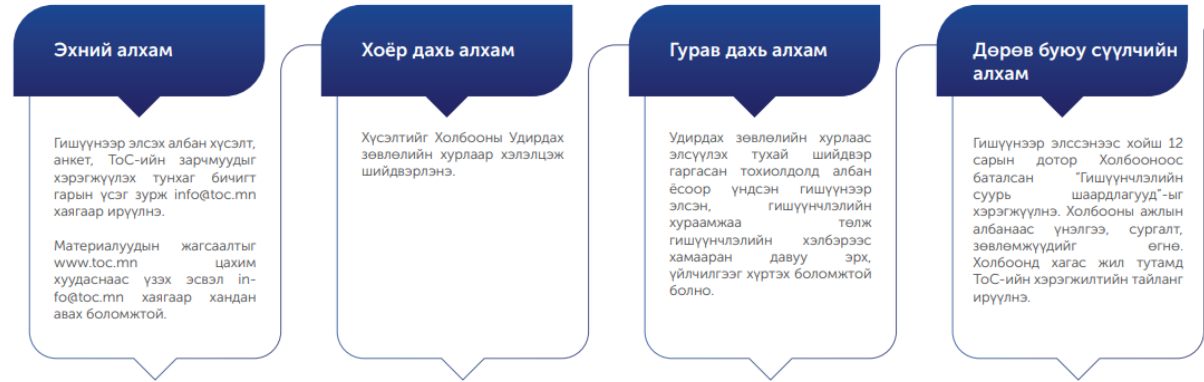 Эхний алхам
Гишүүнээр элсэх албан хүсэлт,
анкет, ТоС-ийн зарчмуудыг
хэрэгжүүлэх тунхаг бичигт
гарын үсэг зурж info@toc.mn
хаягаар ирүүлнэ.
Материалуудын жагсаалтыг
www.toc.mn цахим
хуудаснаас үзэх эсвэл in-
fo@toc.mn хаягаар хандан
авах боломжтой.
Хоёр дахь алхам
Хүсэлтийг Холбооны Удирдах
зөвлөлийн хурлаар хэлэлцэж
шийдвэрлэнэ.
Гурав дахь алхам
Удирдах зөвлөлийн хурлаас
элсүүлэх тухай шийдвэр
гаргасан тохиолдолд албан
ёсоор үндсэн гишүүнээр
элсэн, гишүүнчлэлийн
хураамжаа төлж
гишүүнчлэлийн хэлбэрээс
хамааран давуу эрх,
үйлчилгээг хүртэх боломжтой
болно.
Дөрөв буюу сүүлчийн
алхам
Гишүүнээр элссэнээс хойш 12
сарын дотор Холбооноос
баталсан "Гишүүнчлэлийн
суурь шаардлагууд"-ыг
хэрэгжүүлнэ. Холбооны ажлын
албанаас үнэлгээ, сургалт,
зөвлөмжүүдийг өгнө.
Холбоонд хагас жил тутамд
ТоС-ийн хэрэгжилтийн тайланг
ирүүлнэ.